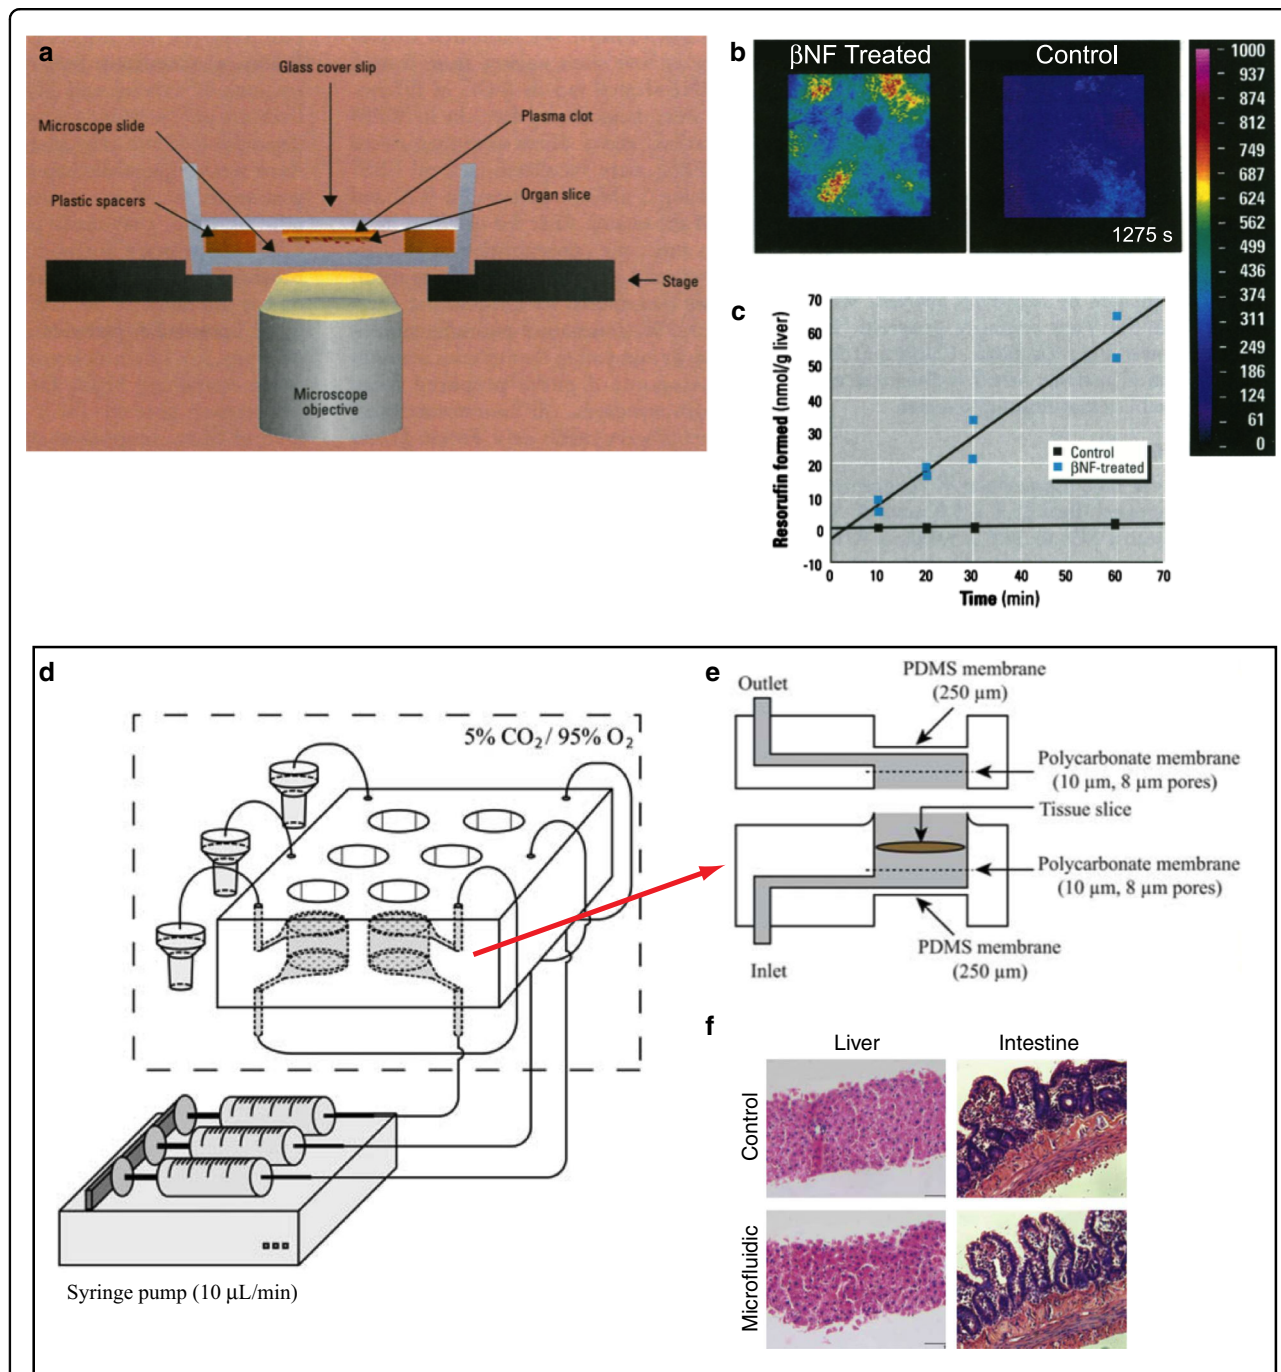 a
Glass cover slip
Microscope slide
Plasma clot
Plastic spacers
Organ slice
Stage
Microscope
objective
b
βNF Treated
Control
1275 s
1000
937
874
812
749
687
624
562
499
436
374
311
249
186
124
61
0
c
Resorufin formed (nmol/g liver)
70
60
50
40
30
20
10
0
-10
Control
βNF-treated
0
10
20
30
40
50
60
70
Time (min)
d
5% CO2 / 95% O2
Syringe pump (10 µL/min)
e
PDMS membrane
(250 µm)
Outlet
Polycarbonate membrane
(10 µm, 8 µm pores)
Tissue slice
Polycarbonate membrane
(10 µm, 8 µm pores)
PDMS membrane
(250 µm)
Inlet
f
Liver
Intestine
Control
Microfluidic